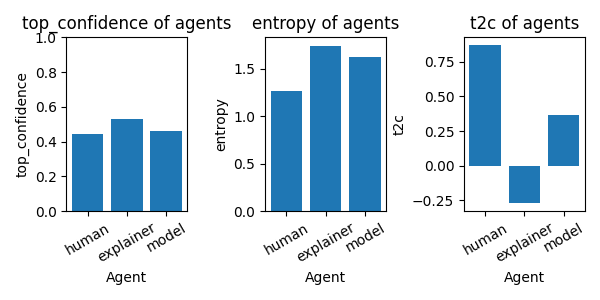 top_confidence of agents
entropy of agents
t2c of agents
top_confidence
1.0
0.8
0.6
0.4
0.2
0.0
human
explainer
model
Agent
entropy
1.5
1.0
0.5
0.0
human
explainer
model
Agent
t2c
0.75
0.50
0.25
0.00
−0.25
human
explainer
model
Agent